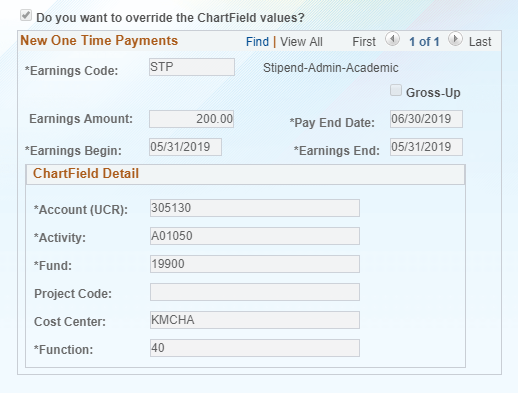 Do you want to override the ChartField values?
New One Time Payments Find | View All First 1 of 1 Last
*Earnings Code: STP Stipend-Admin-Academic
Gross-Up
Earnings Amount: 200.00 *Pay End Date: 06/30/2019
*Earnings Begin: 05/31/2019 *Earnings End: 05/31/2019
ChartField Detail
*Account (UCR): 305130
*Activity: A01050
*Fund: 19900
Project Code:
Cost Center: KMCHA
*Function: 40